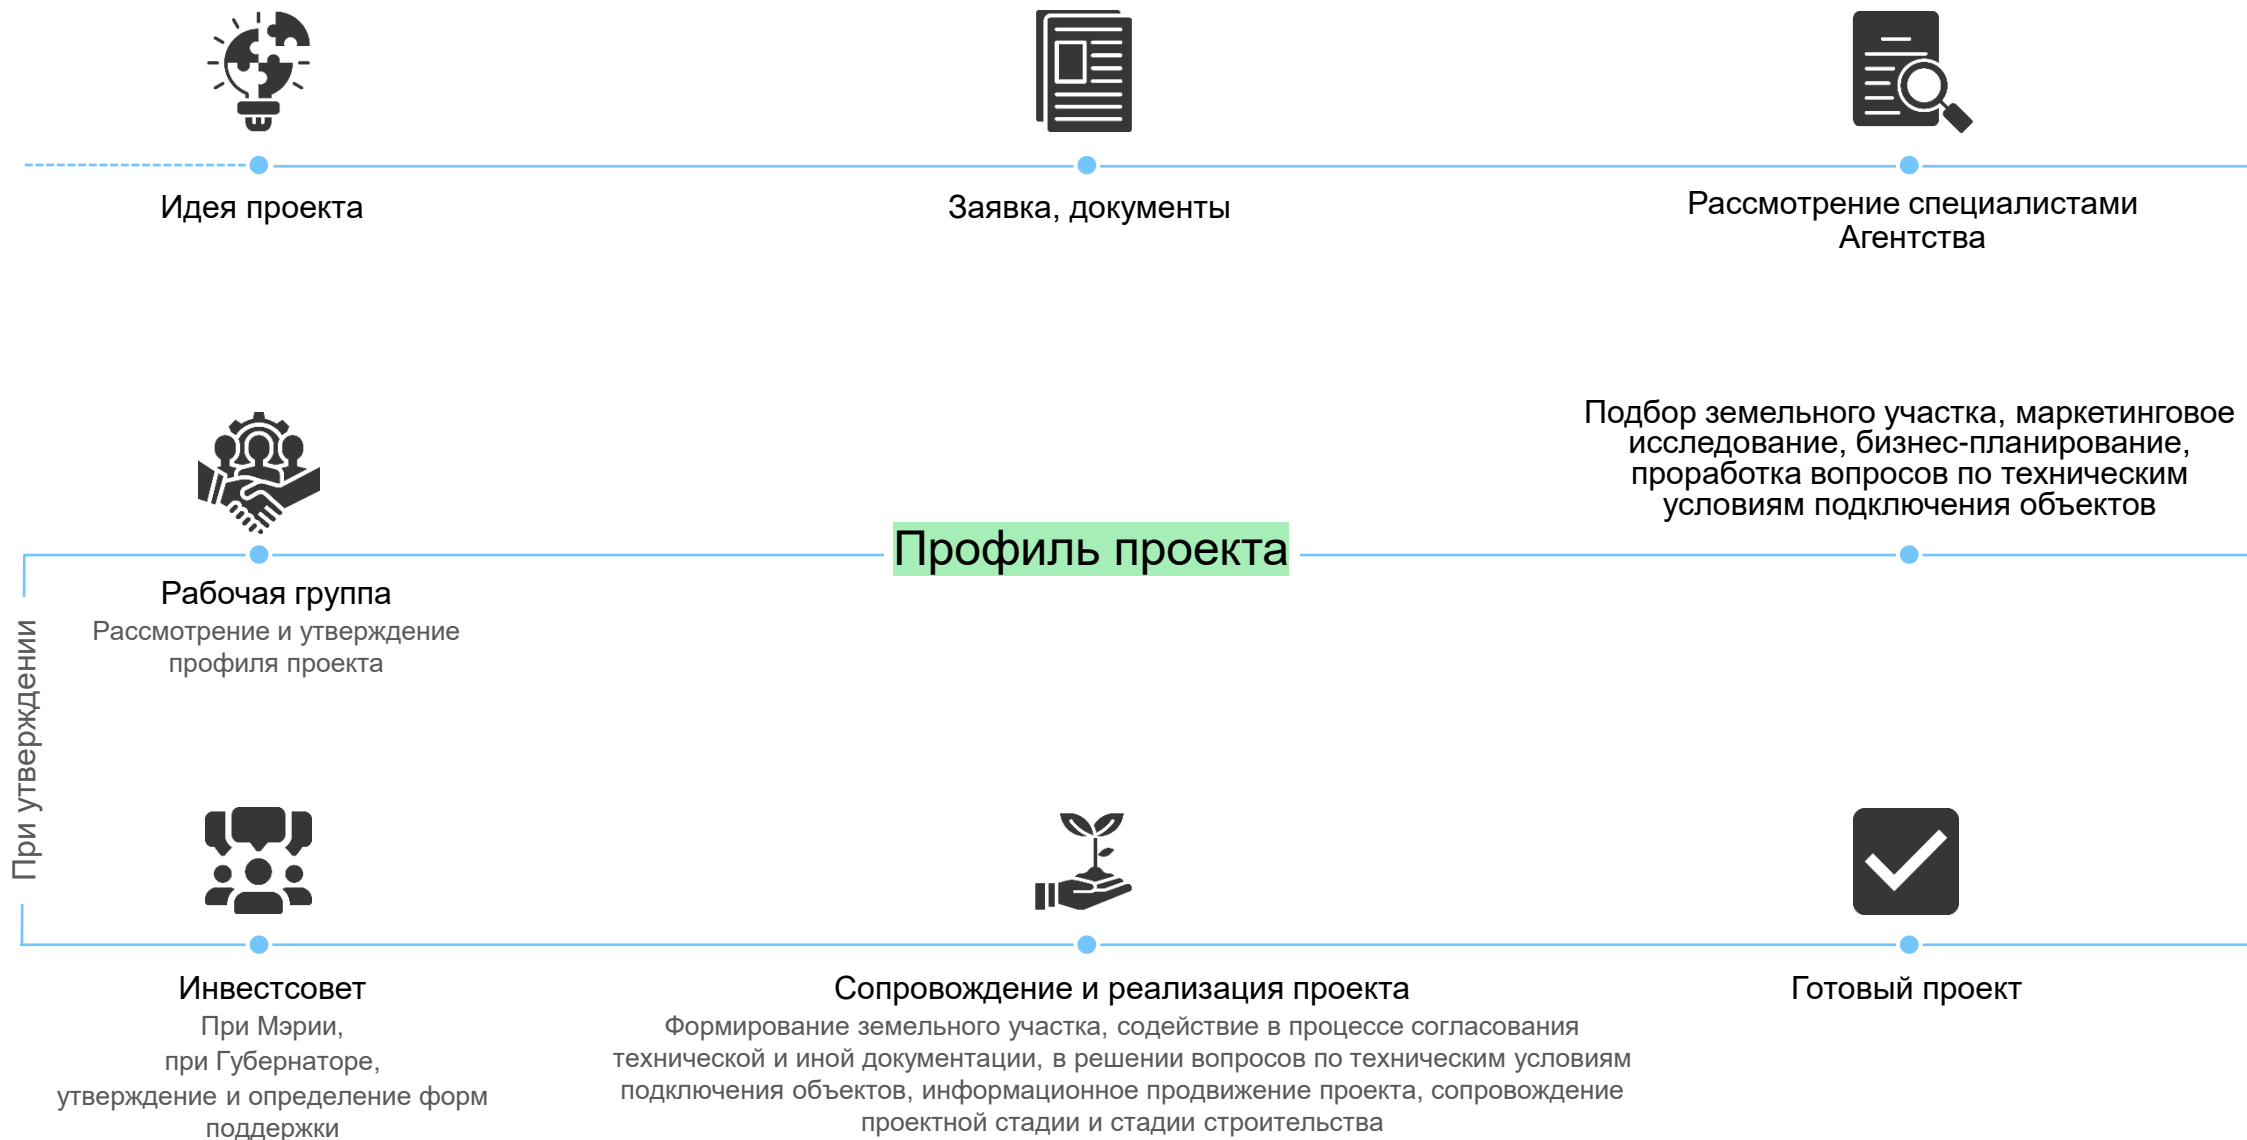 Идея проекта
Заявка, документы
Рассмотрение специалистами
Агентства
Подбор земельного участка, маркетинговое
исследование, бизнес-планирование,
проработка вопросов по техническим
условиям подключения объектов
Профиль проекта
Рабочая группа
Рассмотрение и утверждение
профиля проекта
При утверждении
Инвестсовет
При Мэрии,
при Губернаторе,
утверждение и определение форм
поддержки
Сопровождение и реализация проекта
Формирование земельного участка, содействие в процессе согласования
технической и иной документации, в решении вопросов по техническим условиям
подключения объектов, информационное продвижение проекта, сопровождение
проектной стадии и стадии строительства
Готовый проект